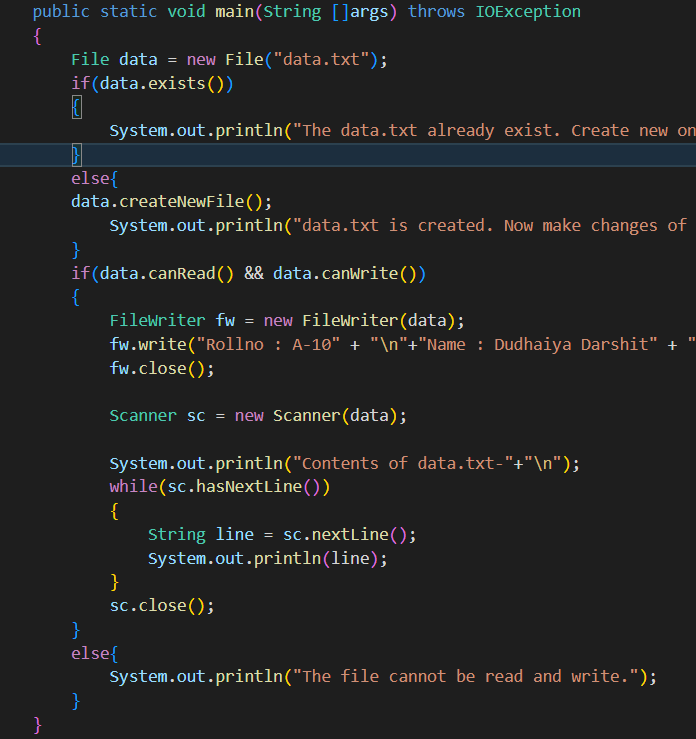 public static void main(String []args) throws IOException
{
File data = new File("data.txt");
if(data.exists())
{
System.out.println("The data.txt already exist. Create new on
}
else{
data.createNewFile();
System.out.println("data.txt is created. Now make changes of
}
if(data.canRead() && data.canWrite())
{
FileWriter fw = new FileWriter(data);
fw.write("Rollno : A-10" + "\n"+"Name : Dudhaiya Darshit" + "
fw.close();
Scanner sc = new Scanner(data);
System.out.println("Contents of data.txt-"+"\n");
while(sc.hasNextLine())
{
String line = sc.nextLine();
System.out.println(line);
}
sc.close();
}
else{
System.out.println("The file cannot be read and write.");
}
}